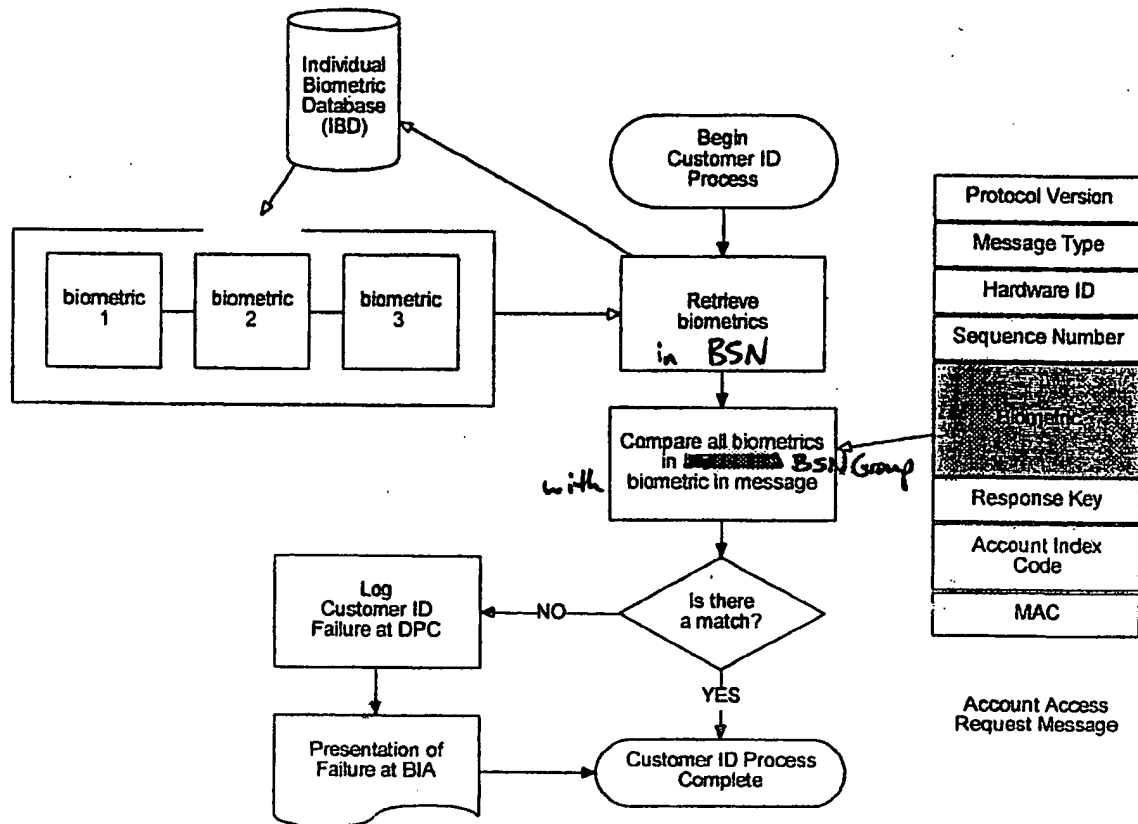 Individual
Biometric
Database
(IBD)
Begin
Customer ID
Process
biometric
1
biometric
2
biometric
3
Retrieve
biometrics
in BSN
Compare all biometrics
in BSN Group
with biometric in message
Is there
a match?
NO
YES
Log
Customer ID
Failure at DPC
Presentation of
Failure at BIA
Customer ID Process
Complete
Protocol Version
Message Type
Hardware ID
Sequence Number
Biometric
Response Key
Account Index
Code
MAC
Account Access
Request Message